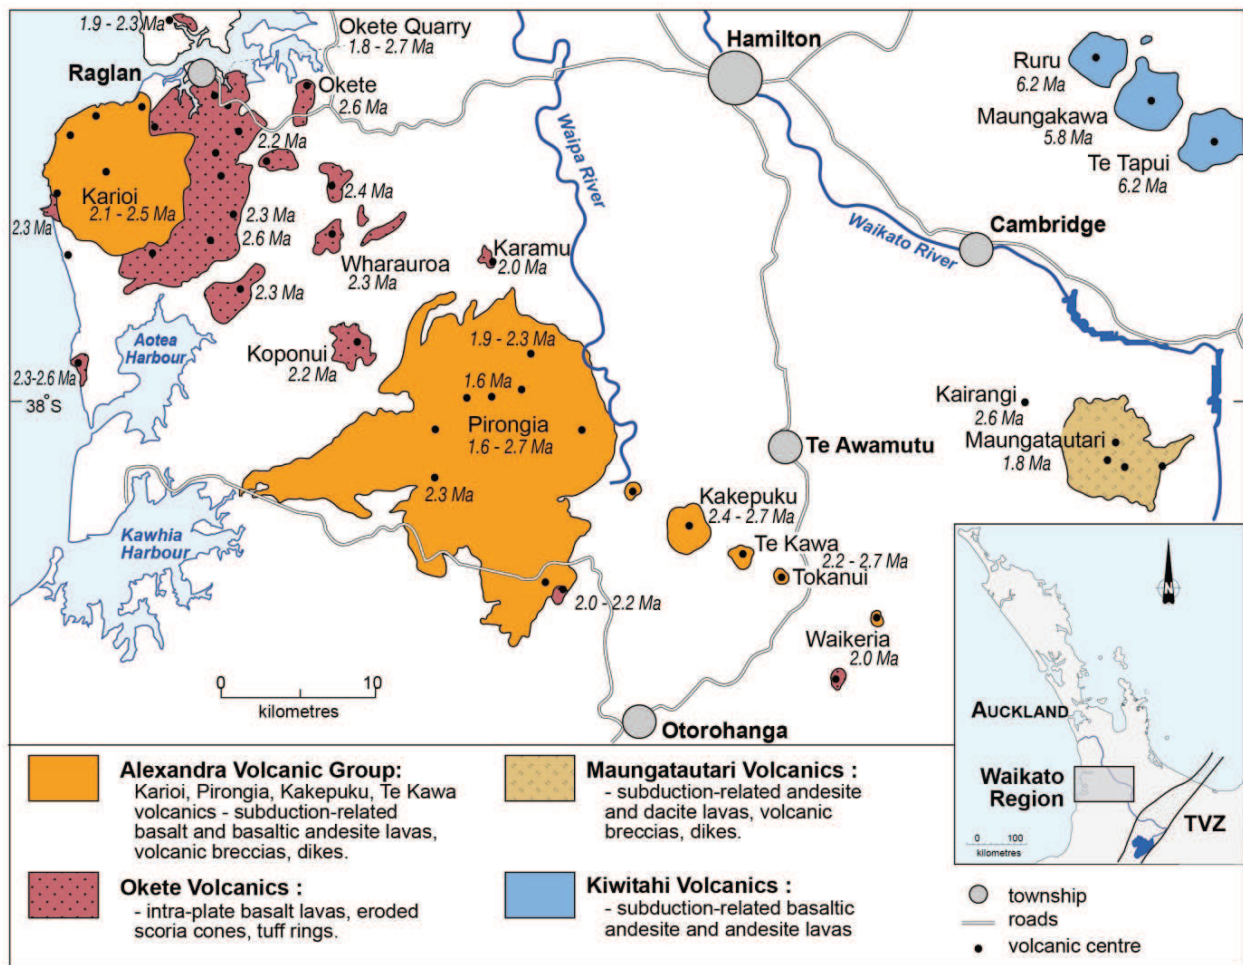 1.9 - 2.3 Ma
Okete Quarry
1.8 - 2.7 Ma
Hamilton
Raglan
Okete
2.6 Ma
Ruru
6.2 Ma
Maungakawa
5.8 Ma
Te Tapui
6.2 Ma
Waipa River
2.2 Ma
2.4 Ma
Karioi
2.1 - 2.5 Ma
2.3 Ma
2.3 Ma
2.6 Ma
Wharauroa
2.3 Ma
Karamu
2.0 Ma
Waikato River
Cambridge
2.3 Ma
Aotea
Harbour
Koponui
2.2 Ma
2.3-2.6 Ma
38°S
1.9 - 2.3 Ma
1.6 Ma
Pirongia
1.6 - 2.7 Ma
2.3 Ma
Kairangi
2.6 Ma
Maungatautari
1.8 Ma
Te Awamutu
Kawhia
Harbour
Kakepuku
2.4 - 2.7 Ma
Te Kawa
2.2 - 2.7 Ma
Tokanui
2.0 - 2.2 Ma
Waikeria
2.0 Ma
0 10
kilometres
Otorohanga
N
AUCKLAND
Waikato
Region
TVZ
0 100
kilometres
Alexandra Volcanic Group:
Karioi, Pirongia, Kakepuku, Te Kawa
volcanics - subduction-related
basalt and basaltic andesite lavas,
volcanic breccias, dikes.
Okete Volcanics :
- intra-plate basalt lavas, eroded
scoria cones, tuff rings.
Maungatautari Volcanics :
- subduction-related andesite
and dacite lavas, volcanic
breccias, dikes.
Kiwitahi Volcanics :
- subduction-related basaltic
andesite and andesite lavas
township
roads
volcanic centre